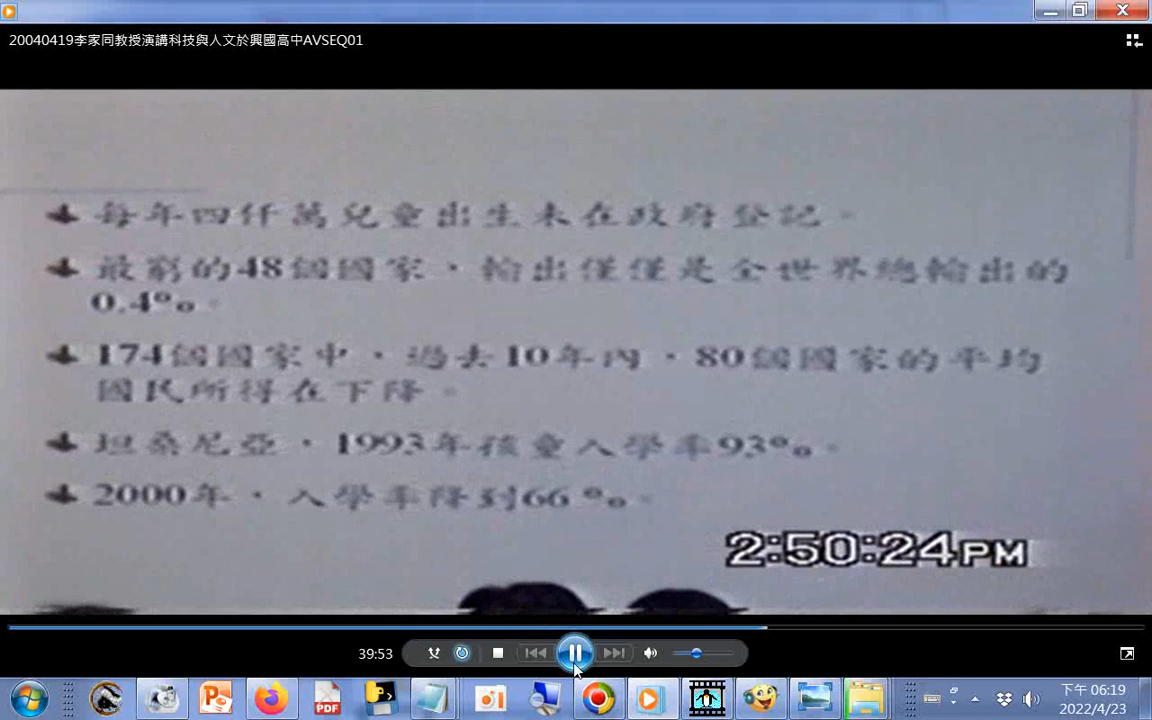 20040419李家同教授演講科技與人文於興國高中AVSEQ01
每年四仟萬兒童出生未在政府登記。
最窮的48個國家，輸出僅僅是全世界總輸出的
0.4%。
174個國家中，過去10年內，80個國家的平均
國民所得在下降。
坦桑尼亞，1993年孩童入學率93%。
2000年，入學率降到66%。
2:50:24PM
39:53
下午 06:19
2022/4/23
PDF